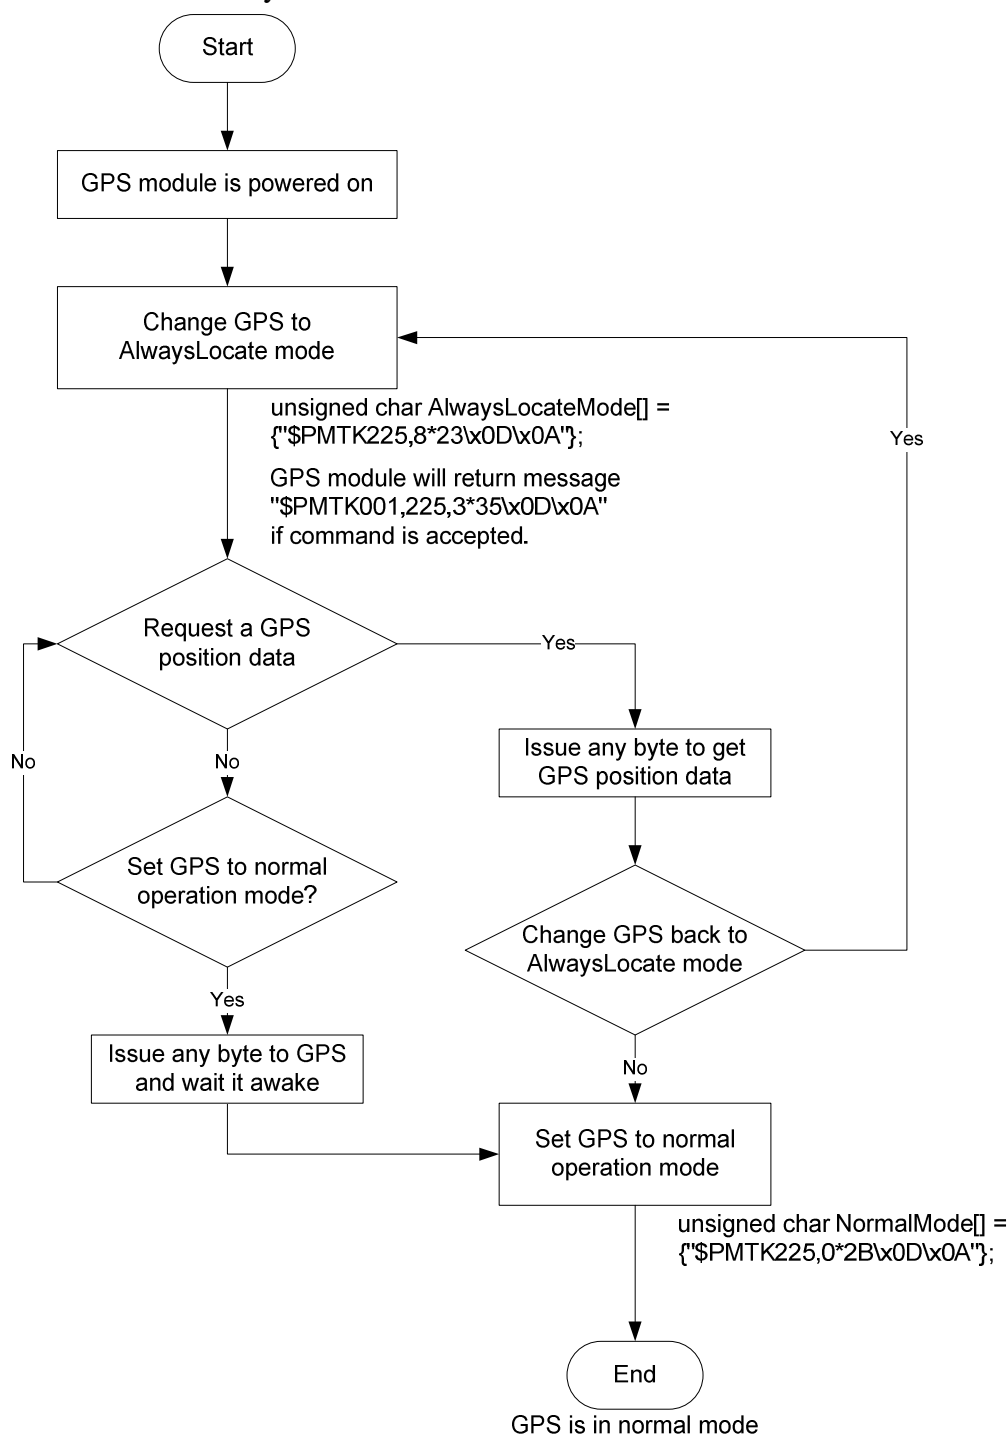 Start
GPS module is powered on
Change GPS to
AlwaysLocate mode
unsigned char AlwaysLocateMode[] =
{"$PMTK225,8*23\x0D\x0A"};
GPS module will return message
"$PMTK001,225,3*35\x0D\x0A"
if command is accepted.
Yes
Request a GPS
position data
Yes
No
No
Issue any byte to get
GPS position data
Set GPS to normal
operation mode?
Change GPS back to
AlwaysLocate mode
Yes
Issue any byte to GPS
and wait it awake
No
Set GPS to normal
operation mode
unsigned char NormalMode[] =
{"$PMTK225,0*2B\x0D\x0A"};
End
GPS is in normal mode